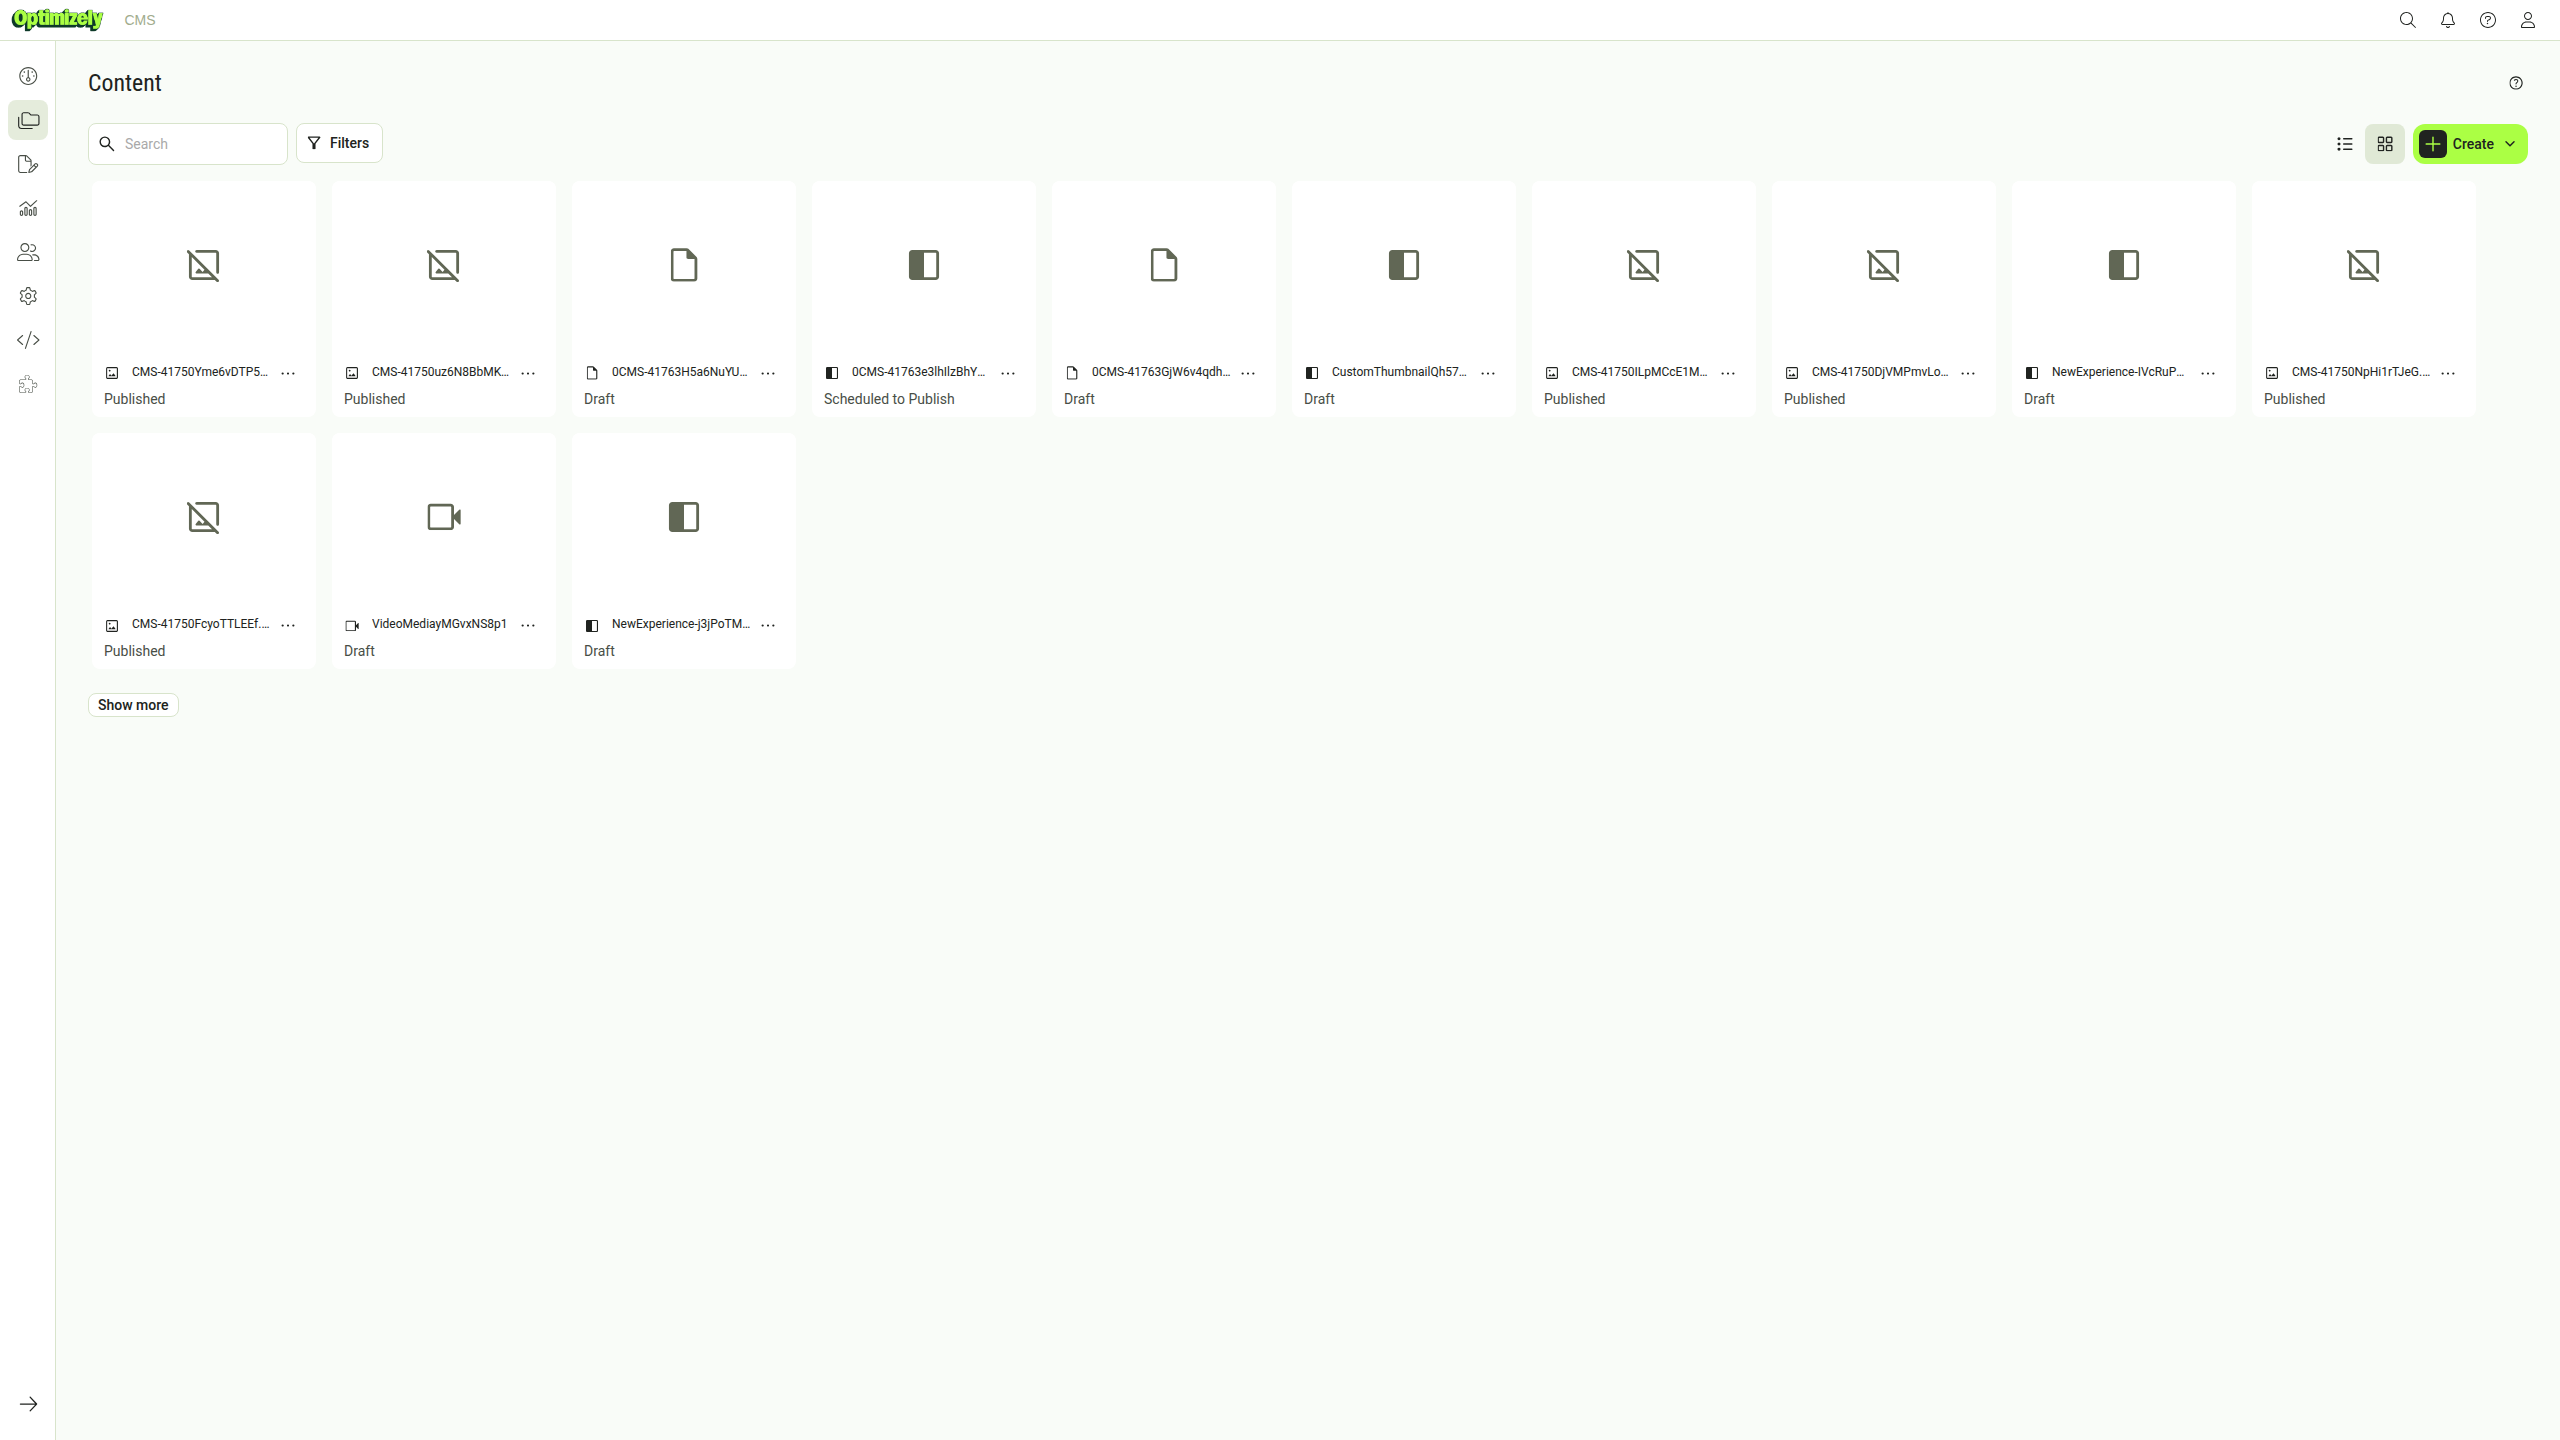 Optimizely CMS
Content
Search Filters Create
CMS-41750Yme6vDTP5... CMS-41750uz6N8BbMK... 0CMS-41763H5a6NuYU... 0CMS-41763e3lhIlzBhY... 0CMS-41763GjW6v4qdh... CustomThumbnailQh57... CMS-41750ILpMCcE1M... CMS-41750DjVMPmvLo... NewExperience-IVcRuP... CMS-41750NpHi1rTJeG....
Published Published Draft Scheduled to Publish Draft Draft Published Published Draft Published
CMS-41750FcyoTTLEEf.... VideoMediayMGvxNS8p1 NewExperience-j3jPoTM...
Published Draft Draft
Show more